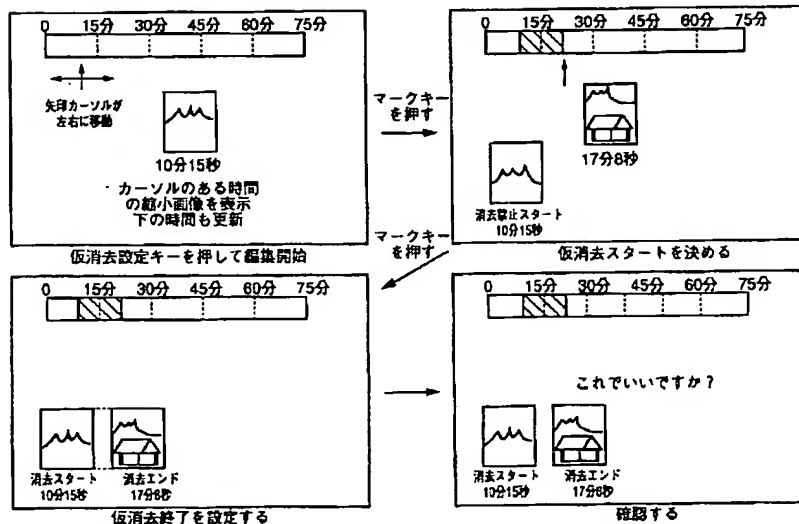 0 15分 30分 45分 60分 75分
矢印カーソルが
左右に移動
10分15秒
・カーソルのある時間
の縮小画像を表示
下の時間も更新
仮消去設定キーを押して編集開始
マークキー
を押す
0 15分 30分 45分 60分 75分
17分8秒
消去禁止スタート
10分15秒
仮消去スタートを決める
マークキー
を押す
0 15分 30分 45分 60分 75分
消去スタート 消去エンド
10分15秒 17分8秒
仮消去終了を設定する
0 15分 30分 45分 60分 75分
これでいいですか？
消去スタート 消去エンド
10分15秒 17分8秒
確認する